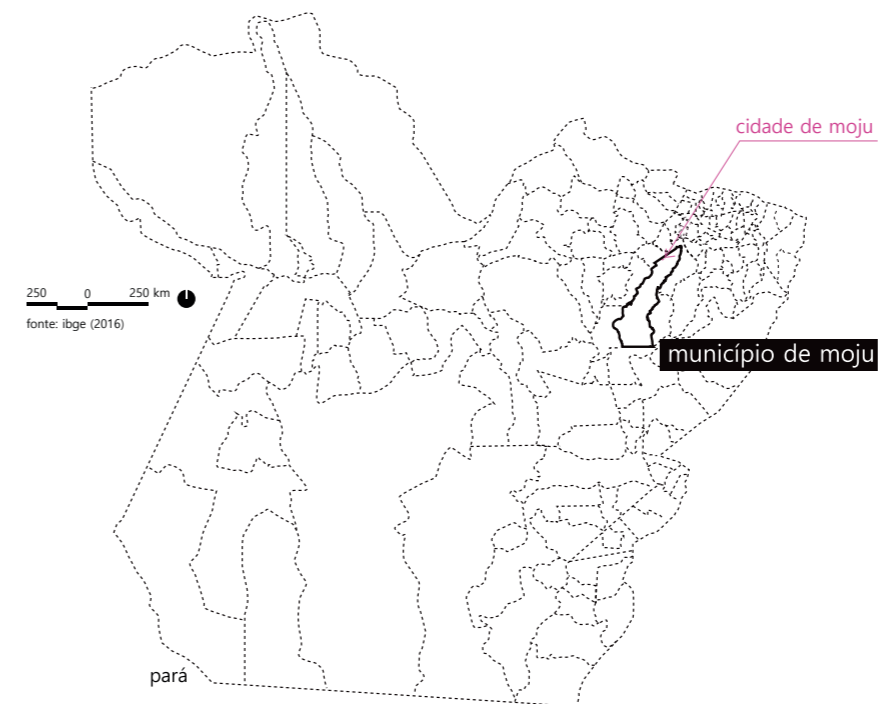 cidade de moju
250 0 250 km
fonte: ibge (2016)
município de moju
pará